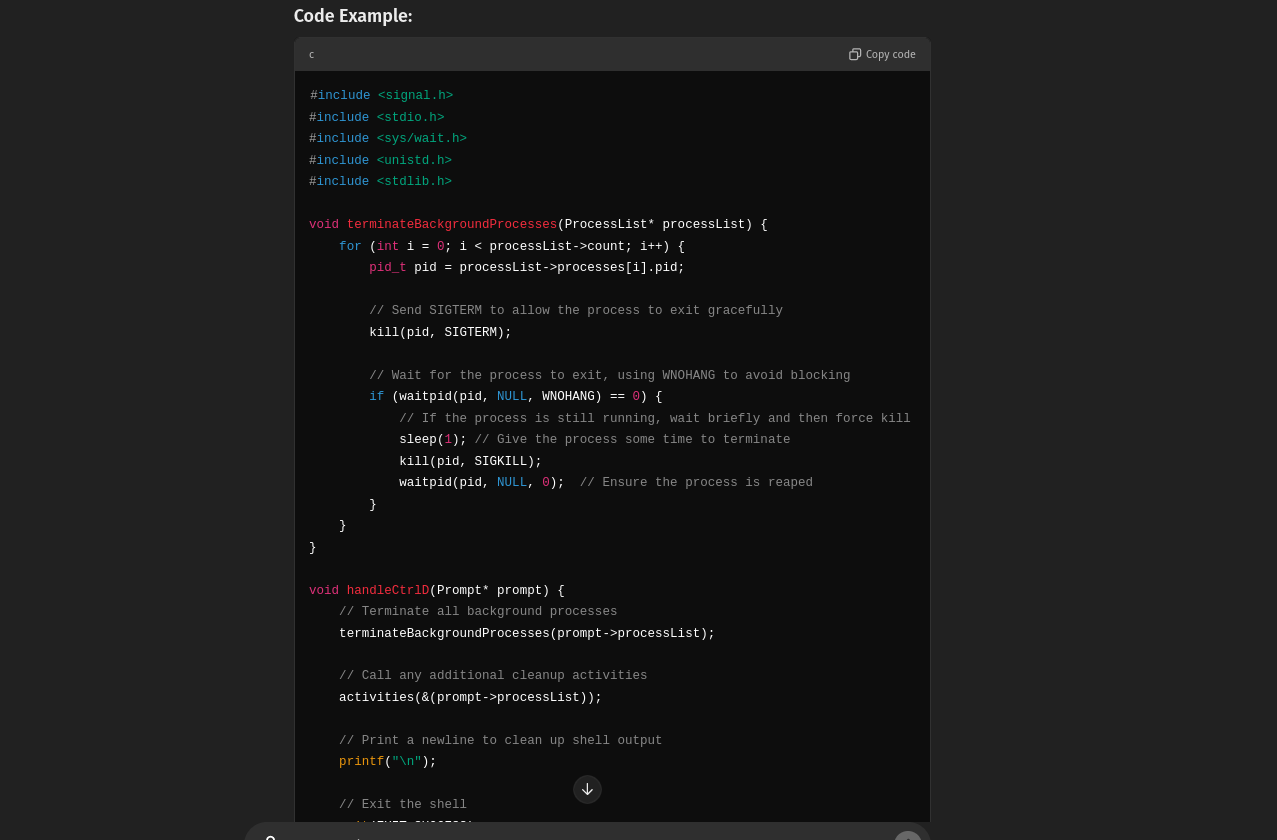 Code Example:
c
Copy code
#include <signal.h>
#include <stdio.h>
#include <sys/wait.h>
#include <unistd.h>
#include <stdlib.h>
void terminateBackgroundProcesses(ProcessList* processList) {
    for (int i = 0; i < processList->count; i++) {
        pid_t pid = processList->processes[i].pid;
        // Send SIGTERM to allow the process to exit gracefully
        kill(pid, SIGTERM);
        // Wait for the process to exit, using WNOHANG to avoid blocking
        if (waitpid(pid, NULL, WNOHANG) == 0) {
            // If the process is still running, wait briefly and then force kill
            sleep(1); // Give the process some time to terminate
            kill(pid, SIGKILL);
            waitpid(pid, NULL, 0);  // Ensure the process is reaped
        }
    }
}
void handleCtrlD(Prompt* prompt) {
    // Terminate all background processes
    terminateBackgroundProcesses(prompt->processList);
    // Call any additional cleanup activities
    activities(&(prompt->processList));
    // Print a newline to clean up shell output
    printf("\n");
    // Exit the shell